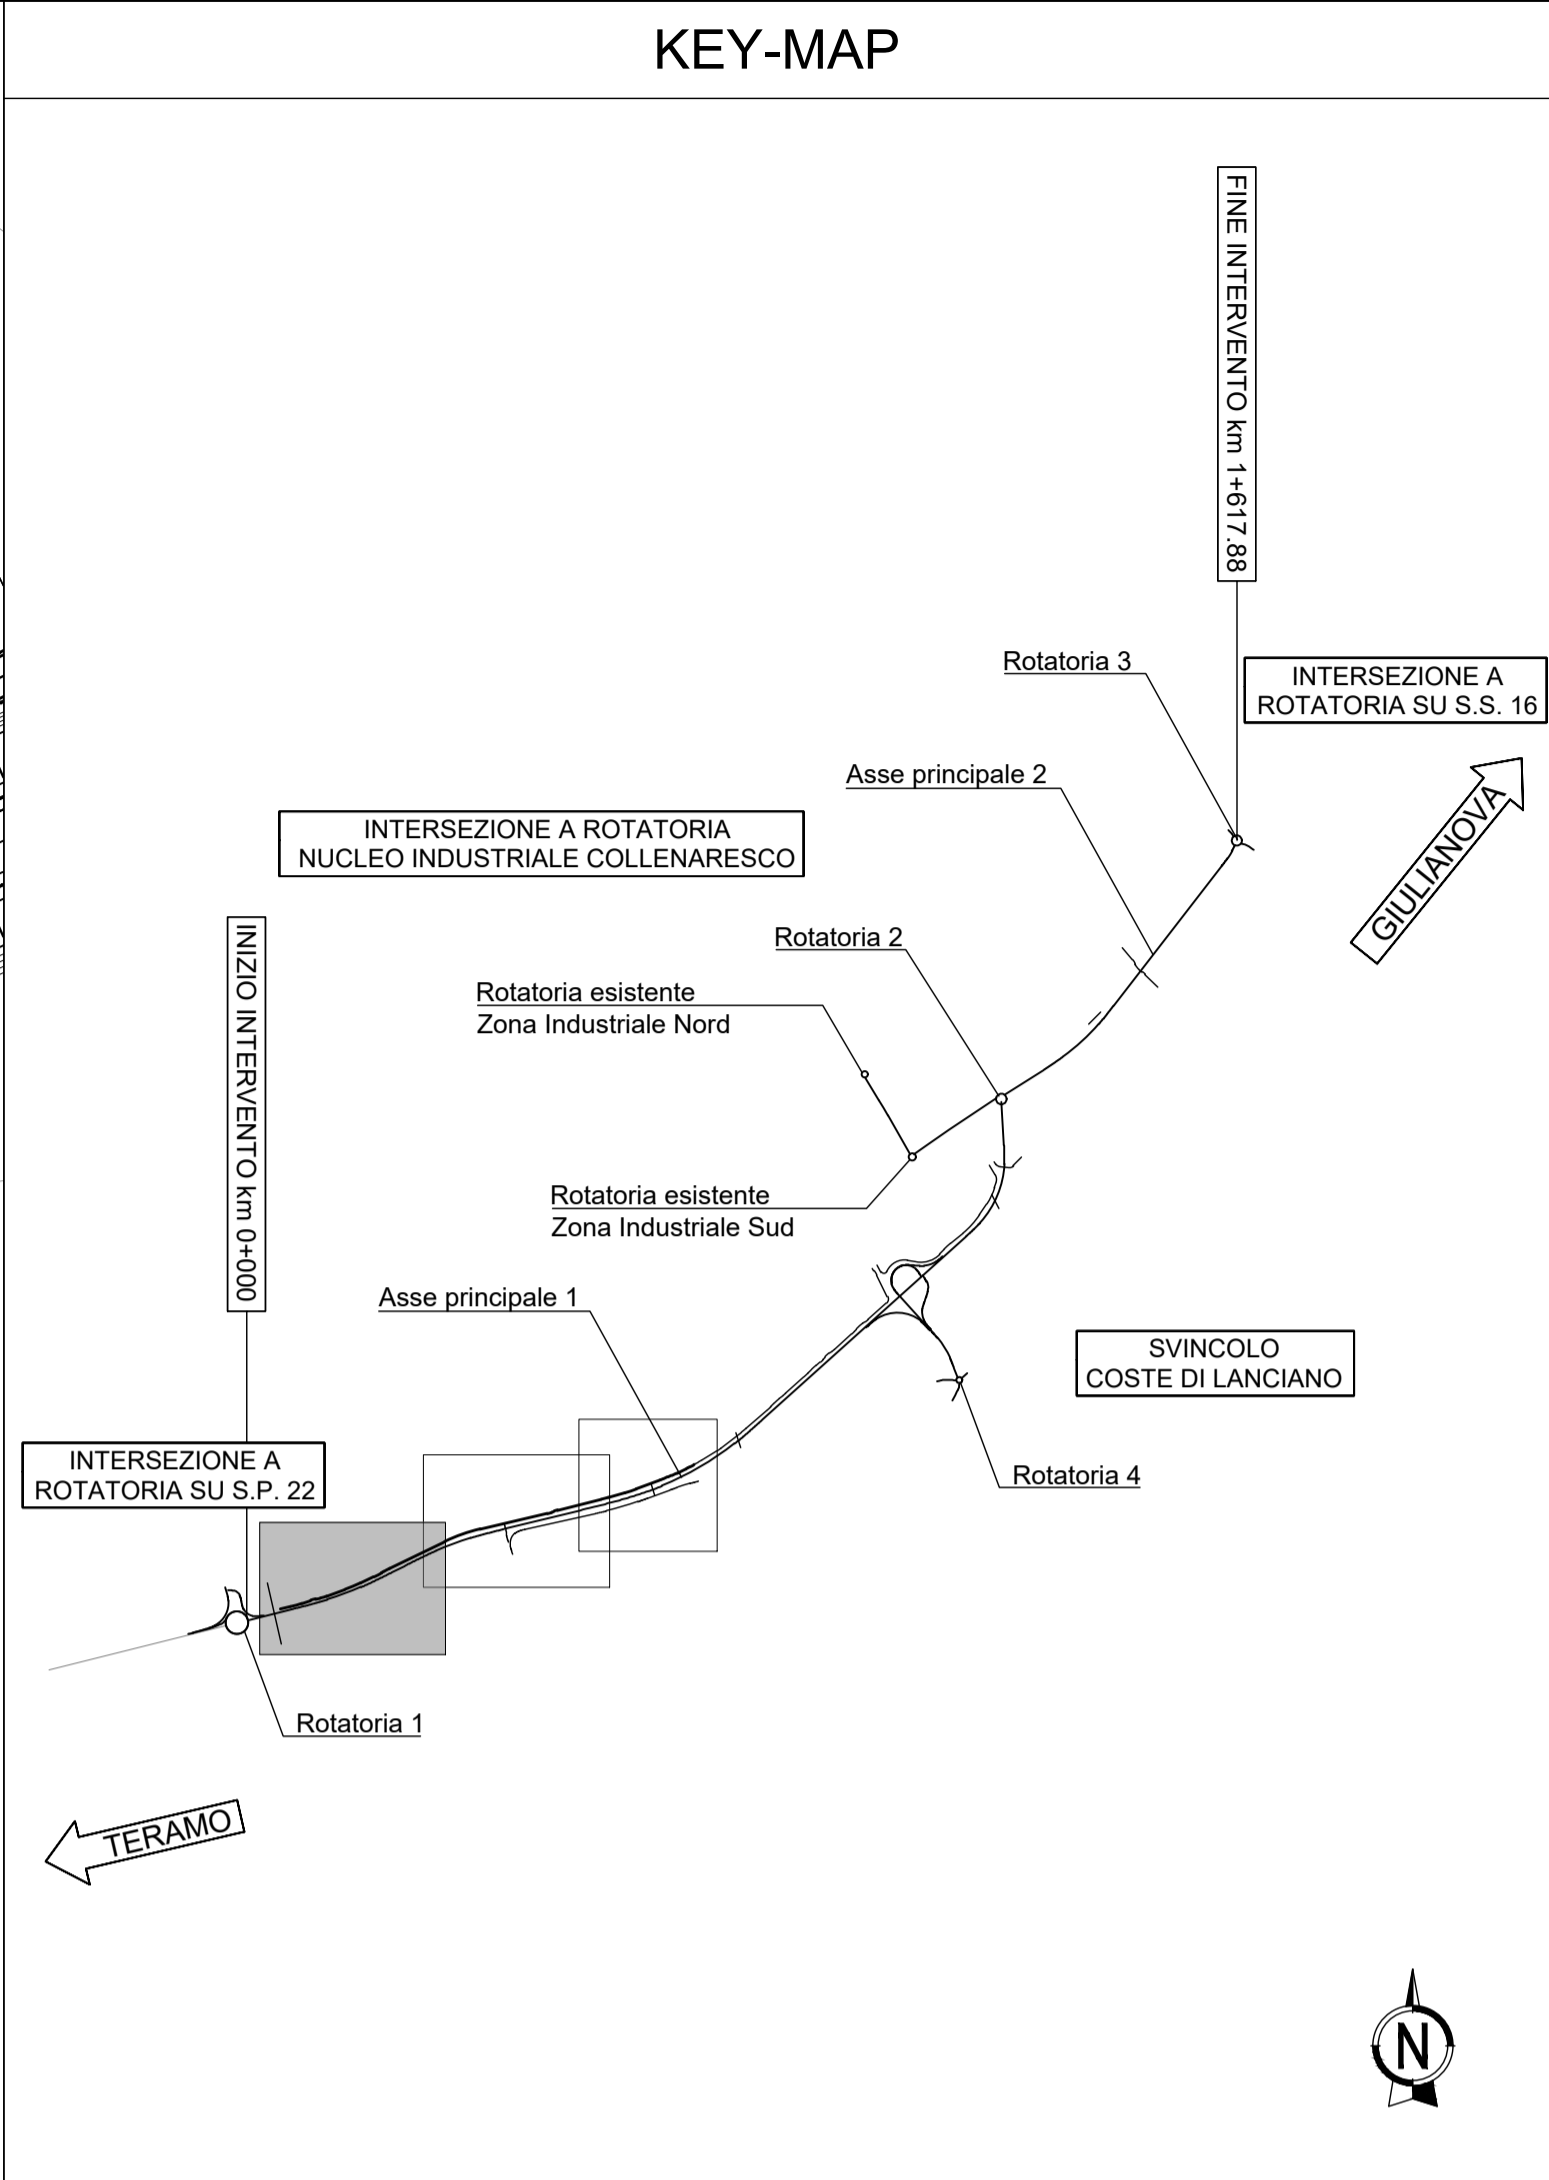 KEY-MAP
FINE INTERVENTO km 1+617.88
Rotatoria 3
INTERSEZIONE A
ROTATORIA SU S.S. 16
Asse principale 2
GIULIANOVA
INTERSEZIONE A ROTATORIA
NUCLEO INDUSTRIALE COLLENARESCO
INIZIO INTERVENTO km 0+000
Rotatoria 2
Rotatoria esistente
Zona Industriale Nord
Rotatoria esistente
Zona Industriale Sud
Asse principale 1
SVINCOLO
COSTE DI LANCIANO
INTERSEZIONE A
ROTATORIA SU S.P. 22
Rotatoria 4
Rotatoria 1
TERAMO
N